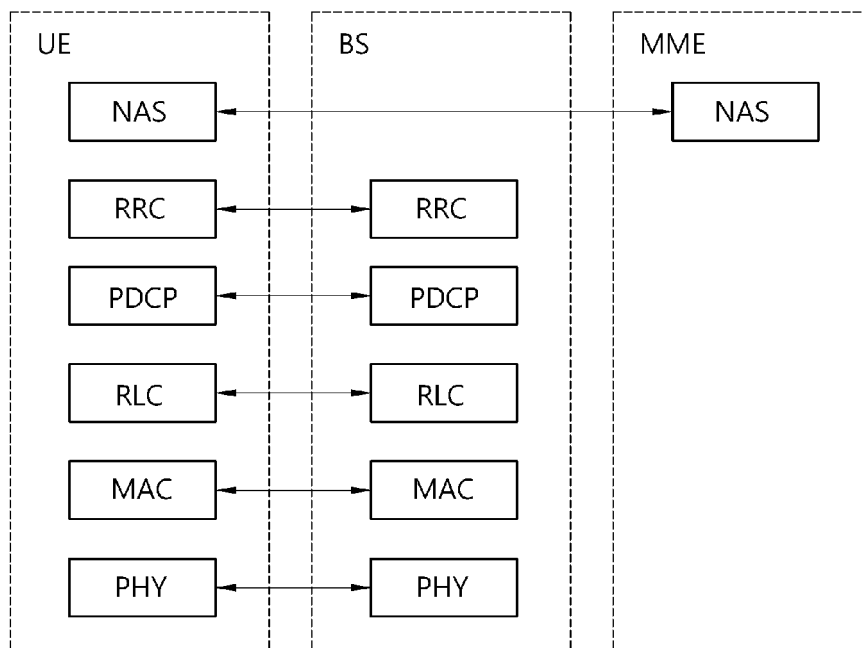 UE BS MME
NAS NAS
RRC RRC
PDCP PDCP
RLC RLC
MAC MAC
PHY PHY